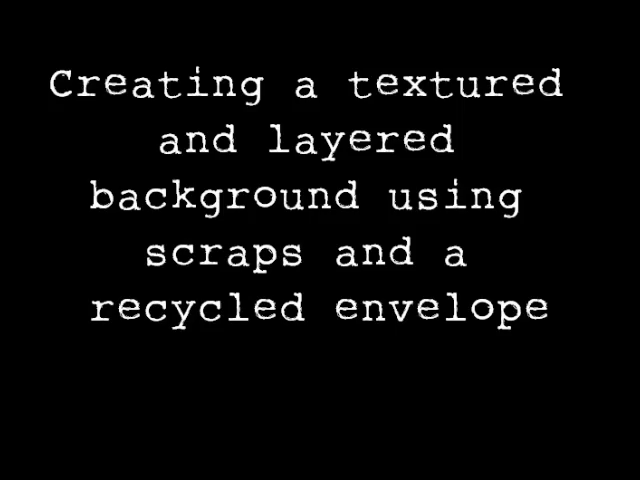 Creating a textured
and layered
background using
scraps and a
recycled envelope